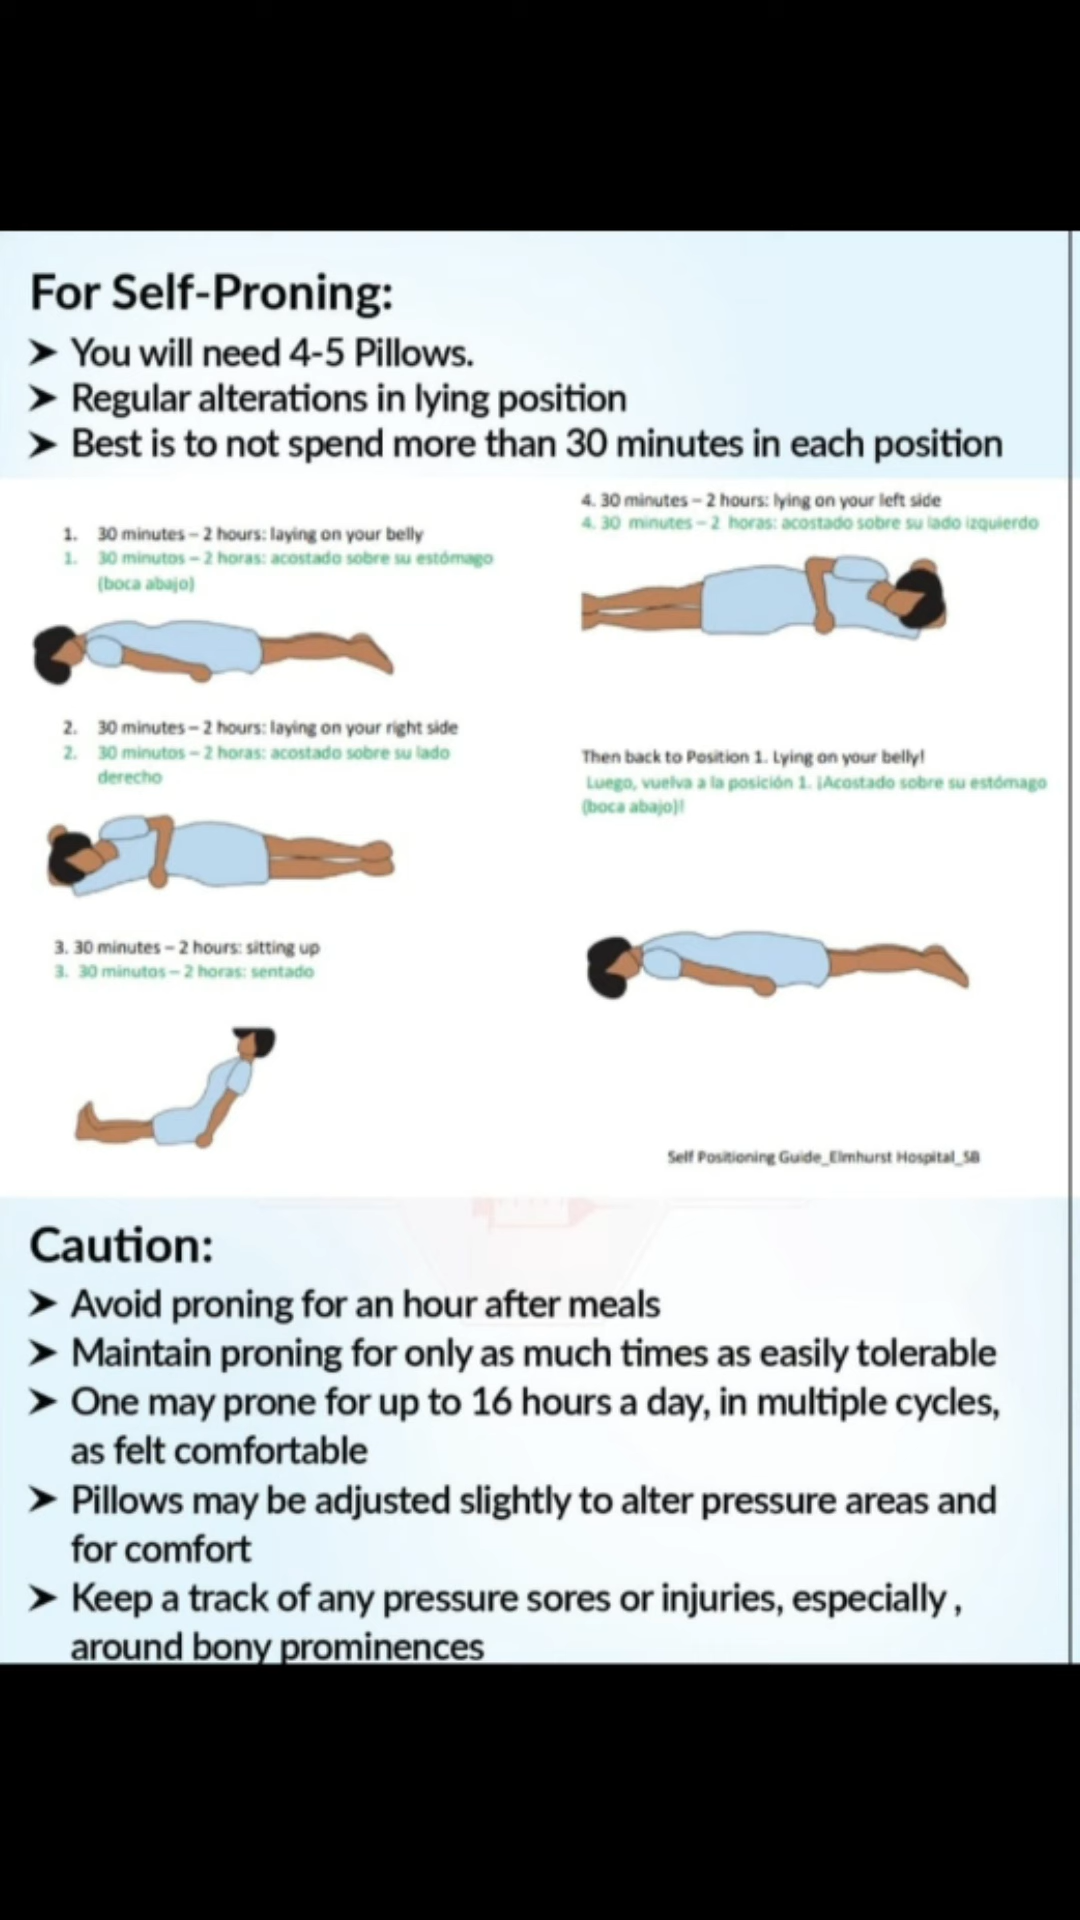 For Self-Proning:
➤ You will need 4-5 Pillows.
➤ Regular alterations in lying position
➤ Best is to not spend more than 30 minutes in each position
1. 30 minutes – 2 hours: laying on your belly
1. 30 minutos – 2 horas: acostado sobre su estómago
(boca abajo)
2. 30 minutes – 2 hours: laying on your right side
2. 30 minutos – 2 horas: acostado sobre su lado
derecho
3. 30 minutes – 2 hours: sitting up
3. 30 minutos – 2 horas: sentado
4. 30 minutes – 2 hours: lying on your left side
4. 30 minutes – 2 horas: acostado sobre su lado izquierdo
Then back to Position 1. Lying on your belly!
Luego, vuelva a la posición 1. ¡Acostado sobre su estómago
(boca abajo)!
Self Positioning Guide_Elmhurst Hospital_SB
Caution:
➤ Avoid proning for an hour after meals
➤ Maintain proning for only as much times as easily tolerable
➤ One may prone for up to 16 hours a day, in multiple cycles,
as felt comfortable
➤ Pillows may be adjusted slightly to alter pressure areas and
for comfort
➤ Keep a track of any pressure sores or injuries, especially ,
around bony prominences